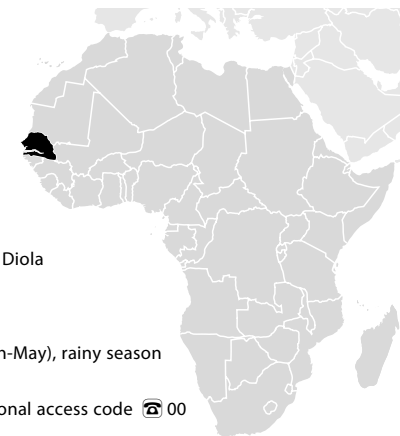 Diola
n-May), rainy season
onal access code ☎ 00